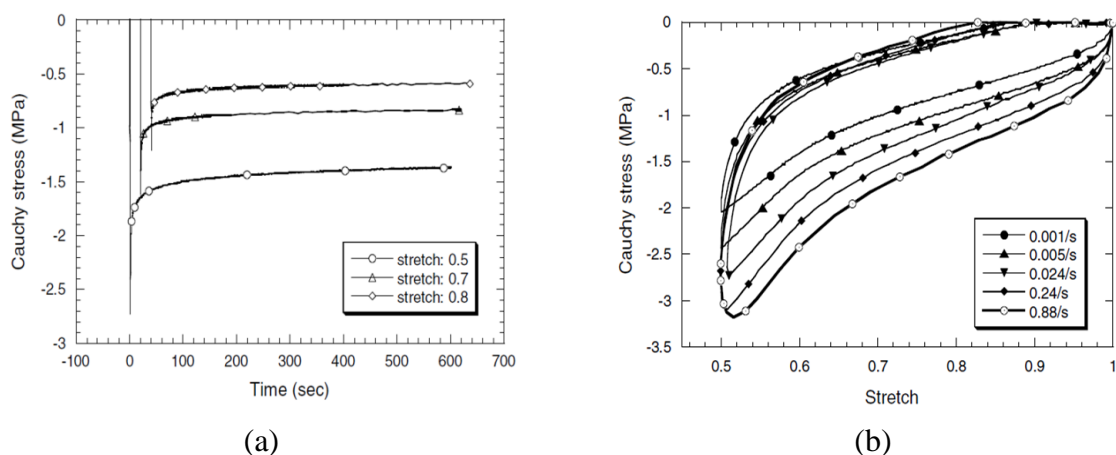 0
-0.5
-1
-1.5
-2
-2.5
-3
Cauchy stress (MPa)
-100 0 100 200 300 400 500 600 700
Time (sec)
stretch: 0.5
stretch: 0.7
stretch: 0.8
(a)
0
-0.5
-1
-1.5
-2
-2.5
-3
-3.5
Cauchy stress (MPa)
0.5 0.6 0.7 0.8 0.9 1
Stretch
0.001/s
0.005/s
0.024/s
0.24/s
0.88/s
(b)